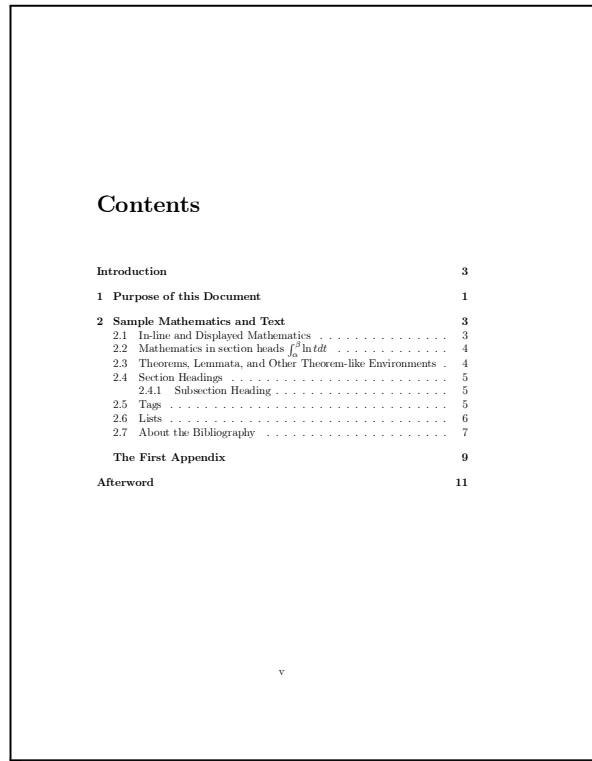 Contents
Introduction 3
1 Purpose of this Document 1
2 Sample Mathematics and Text 3
2.1 In-line and Displayed Mathematics . . . . . . . . . . . . . . 3
2.2 Mathematics in section heads ∫_α^β ln tdt . . . . . . . . . . . . 4
2.3 Theorems, Lemmata, and Other Theorem-like Environments . 4
2.4 Section Headings . . . . . . . . . . . . . . . . . . . . . . . . 5
2.4.1 Subsection Heading . . . . . . . . . . . . . . . . . . . 5
2.5 Tags . . . . . . . . . . . . . . . . . . . . . . . . . . . . . . 5
2.6 Lists . . . . . . . . . . . . . . . . . . . . . . . . . . . . . . 6
2.7 About the Bibliography . . . . . . . . . . . . . . . . . . . . 7
The First Appendix 9
Afterword 11
v